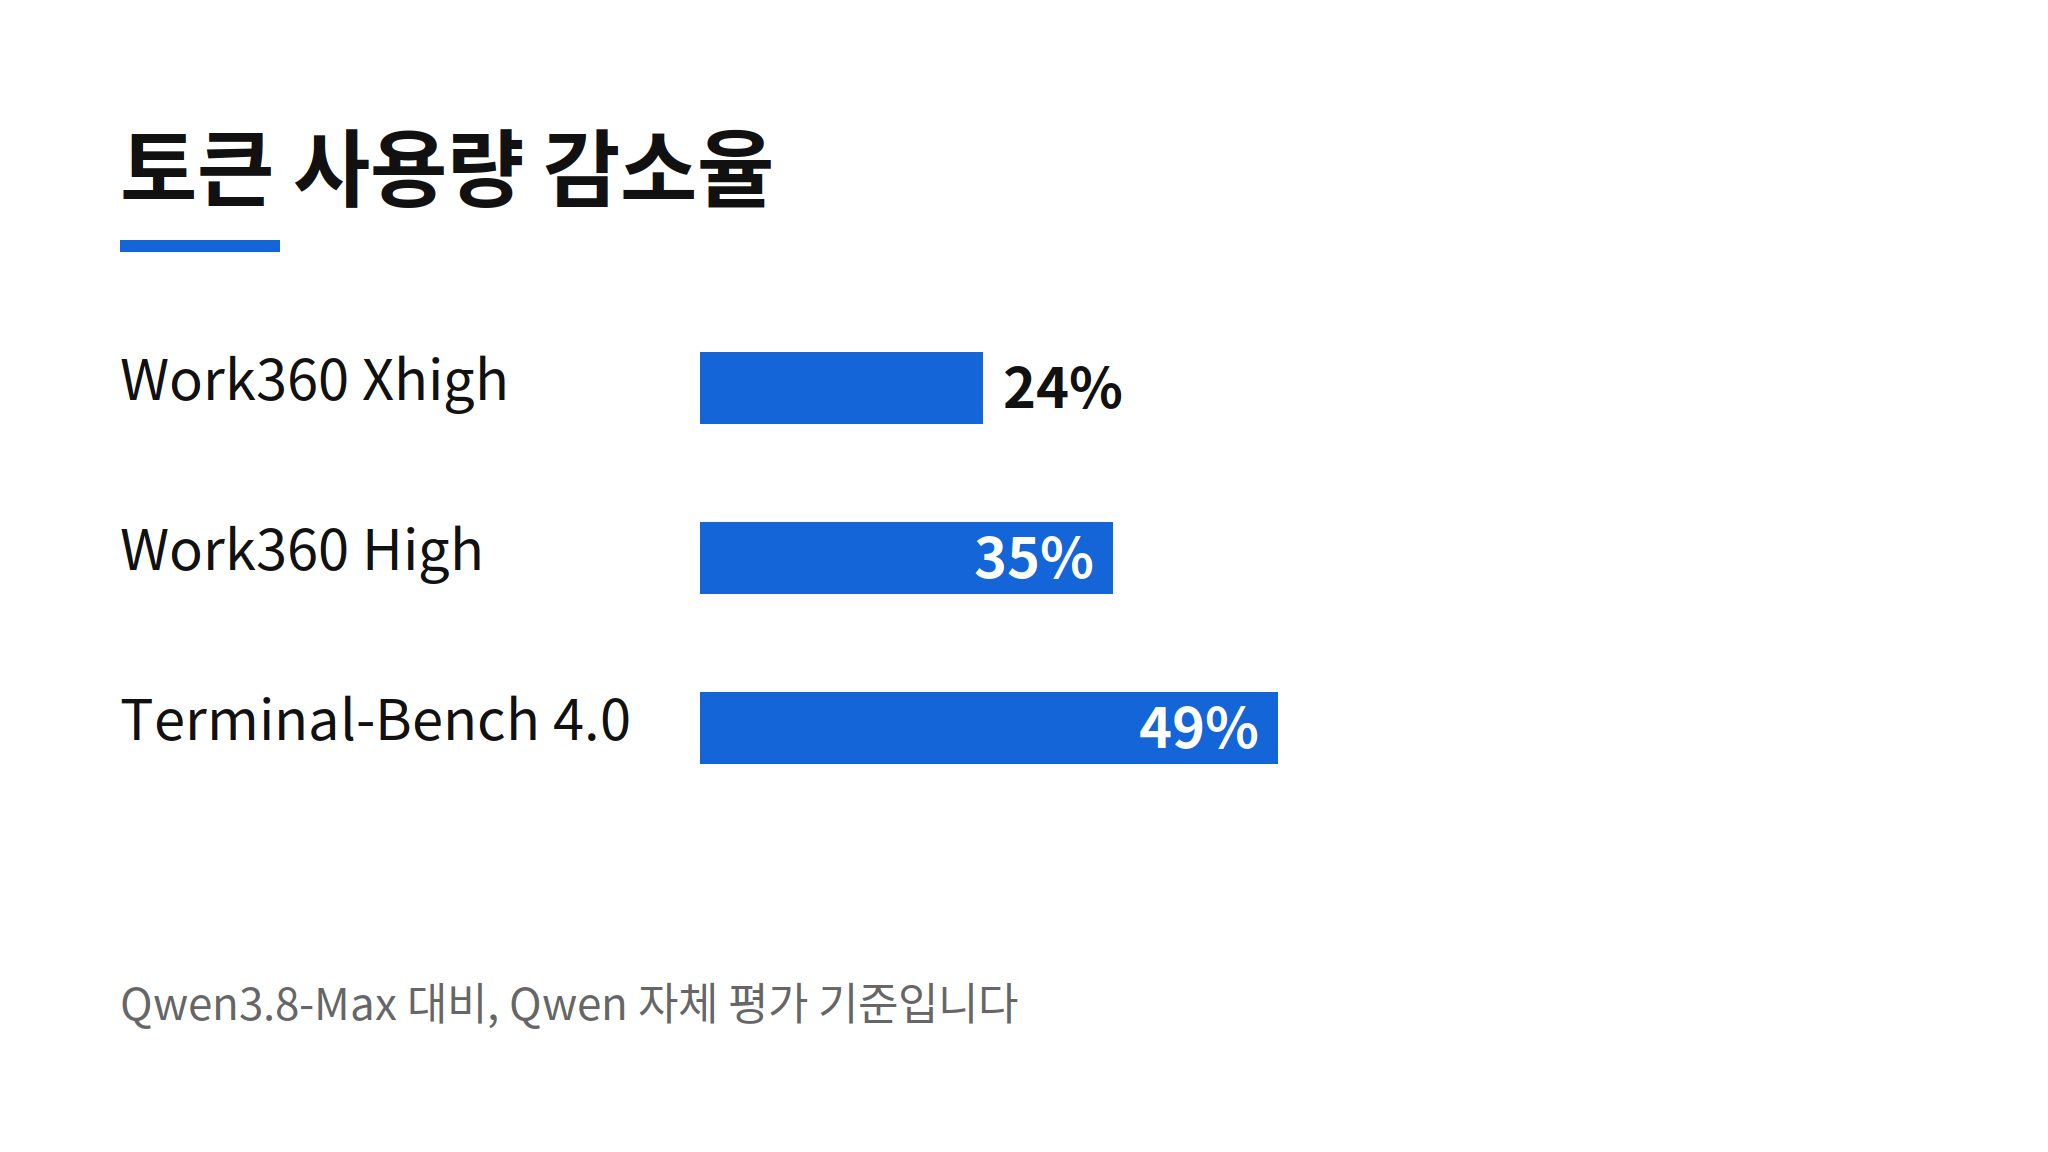 토큰 사용량 감소율
Work360 Xhigh 24%
Work360 High 35%
Terminal-Bench 4.0 49%
Qwen3.8-Max 대비, Qwen 자체 평가 기준입니다